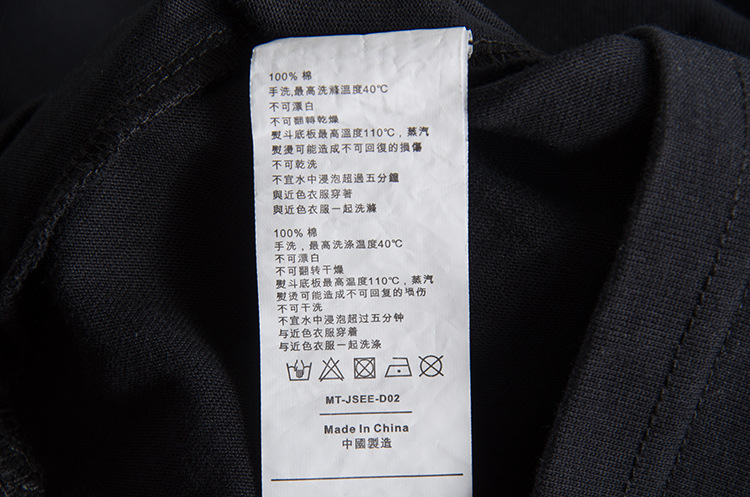 100% 棉
手洗,最高洗滌溫度40℃
不可漂白
不可翻轉乾燥
熨斗底板最高溫度110℃，蒸汽
熨燙可能造成不可回復的損傷
不可乾洗
不宜水中浸泡超過五分鐘
與近色衣服穿著
與近色衣服一起洗滌
100% 棉
手洗，最高洗涤温度40℃
不可漂白
不可翻转干燥
熨斗底板最高温度110℃，蒸汽
熨烫可能造成不可回复的损伤
不可干洗
不宜水中浸泡超过五分钟
与近色衣服穿着
与近色衣服一起洗涤
MT-JSEE-D02
Made In China
中國製造